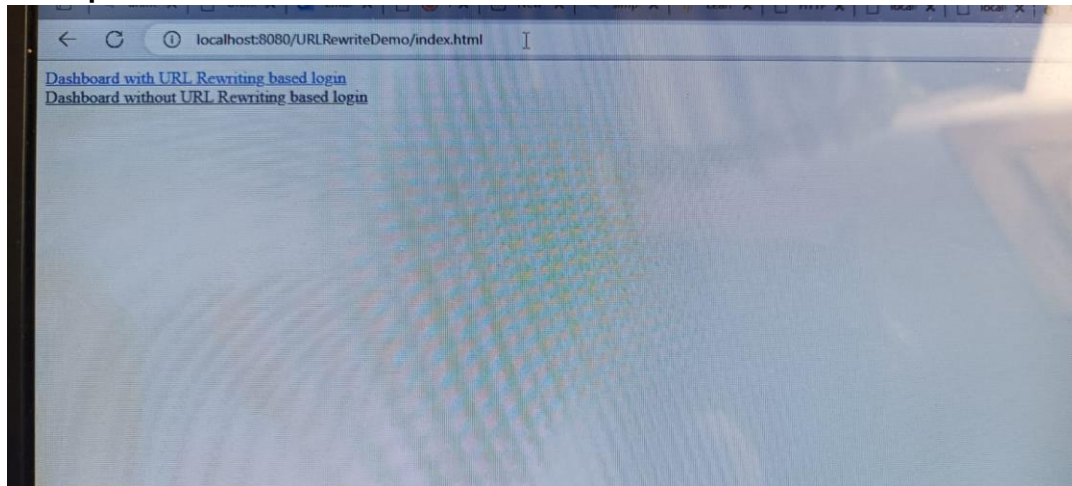 localhost:8080/URLRewriteDemo/index.html
Dashboard with URL Rewriting based login
Dashboard without URL Rewriting based login